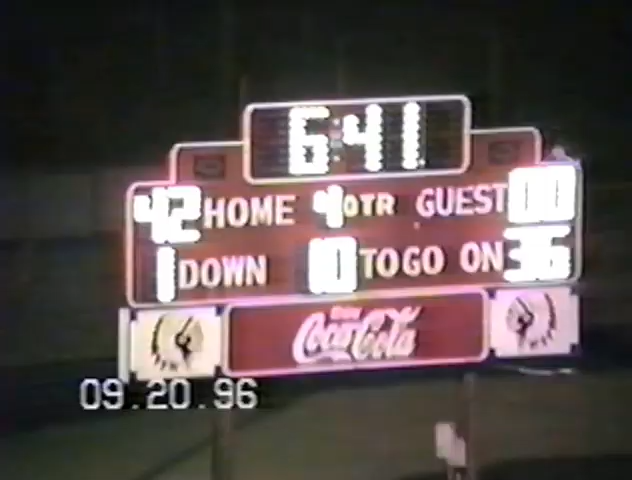 6:41
42 HOME 4 QTR GUEST 00
1 DOWN 10 TO GO ON 36
Coca-Cola
09.20.96